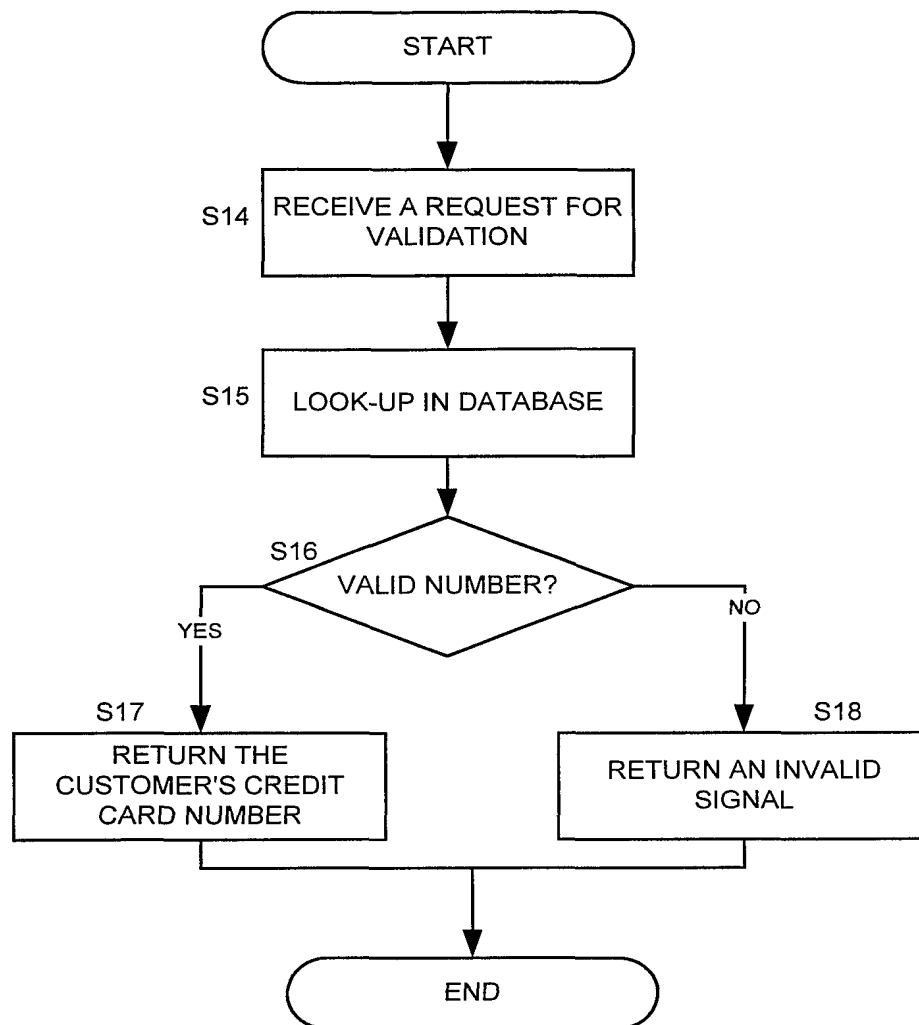 START
S14
RECEIVE A REQUEST FOR
VALIDATION
S15
LOOK-UP IN DATABASE
S16
VALID NUMBER?
YES
NO
S17
RETURN THE
CUSTOMER'S CREDIT
CARD NUMBER
S18
RETURN AN INVALID
SIGNAL
END